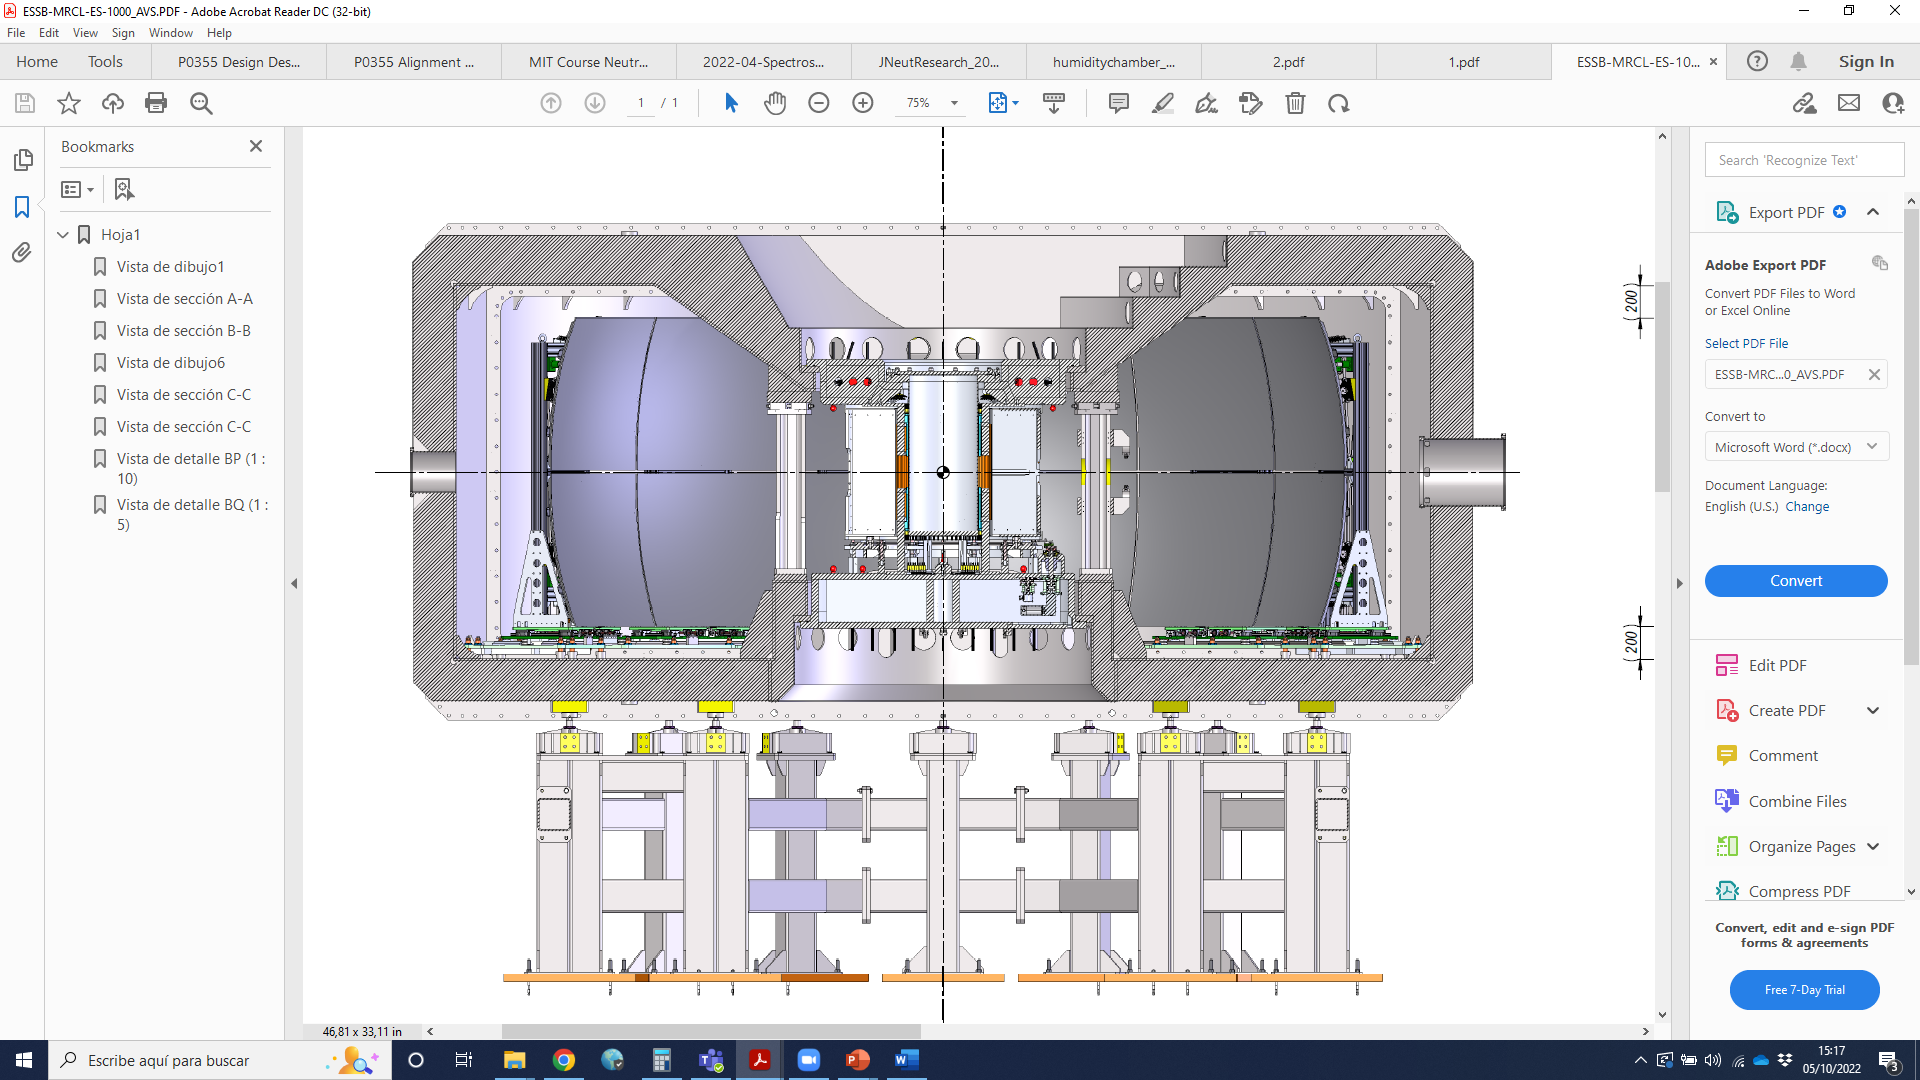 ESSB-MRCL-ES-1000_AVS.PDF - Adobe Acrobat Reader DC (32-bit)
File Edit View Sign Window Help
Home Tools P0355 Design Des... P0355 Alignment ... MIT Course Neutr... 2022-04-Spectros... JNeutResearch_20... humiditychamber_... 2.pdf 1.pdf ESSB-MRCL-ES-10... Sign In
1 / 1 75%
Bookmarks
Hoja1
Vista de dibujo1
Vista de sección A-A
Vista de sección B-B
Vista de dibujo6
Vista de sección C-C
Vista de sección C-C
Vista de detalle BP (1 :
10)
Vista de detalle BQ (1 :
5)
(200)
(200)
46,81 x 33,11 in
Search 'Recognize Text'
Export PDF
Adobe Export PDF
Convert PDF Files to Word
or Excel Online
Select PDF File
ESSB-MRC...0_AVS.PDF
Convert to
Microsoft Word (*.docx)
Document Language:
English (U.S.) Change
Convert
Edit PDF
Create PDF
Comment
Combine Files
Organize Pages
Compress PDF
Convert, edit and e-sign PDF
forms & agreements
Free 7-Day Trial
Escribe aquí para buscar
15:17
05/10/2022
3